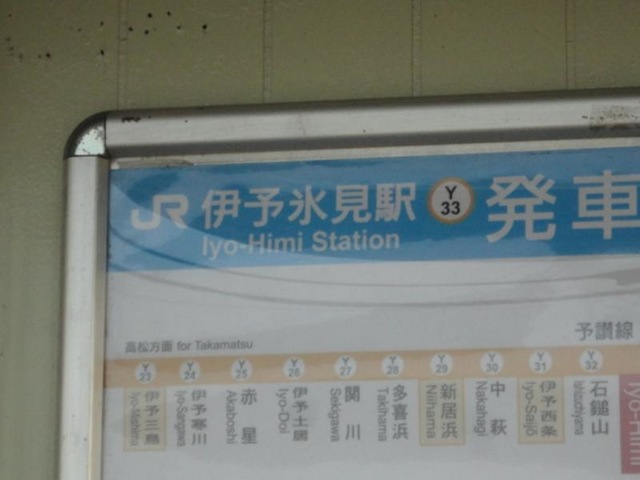 JR 伊予氷見駅 Y 33 発車
Iyo-Himi Station
予讃線
高松方面 for Takamatsu
Y 23 Y 24 Y 25 Y 26 Y 27 Y 28 Y 29 Y 30 Y 31 Y 32
伊予三島 Iyo-Mishima
伊予寒川 Iyo-Sangawa
赤星 Akaboshi
伊予土居 Iyo-Doi
関川 Sekigawa
多喜浜 Takihama
新居浜 Niihama
中萩 Nakahagi
伊予西条 Iyo-Saijō
石鎚山 Ishizuchiyama
Iyo-Himi